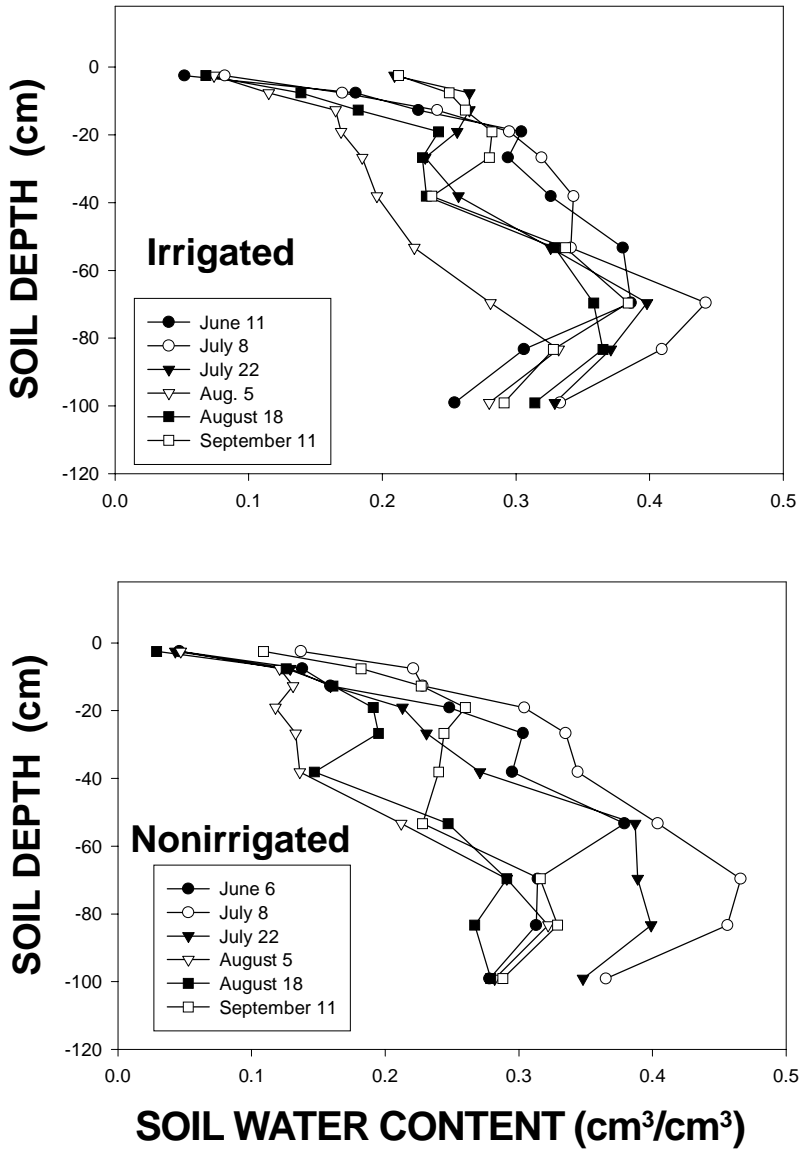 0
-20
-40
-60
-80
-100
-120
SOIL DEPTH (cm)
Irrigated
June 11
July 8
July 22
Aug. 5
August 18
September 11
0.0 0.1 0.2 0.3 0.4 0.5
0
-20
-40
-60
-80
-100
-120
SOIL DEPTH (cm)
Nonirrigated
June 6
July 8
July 22
August 5
August 18
September 11
0.0 0.1 0.2 0.3 0.4 0.5
SOIL WATER CONTENT (cm³/cm³)